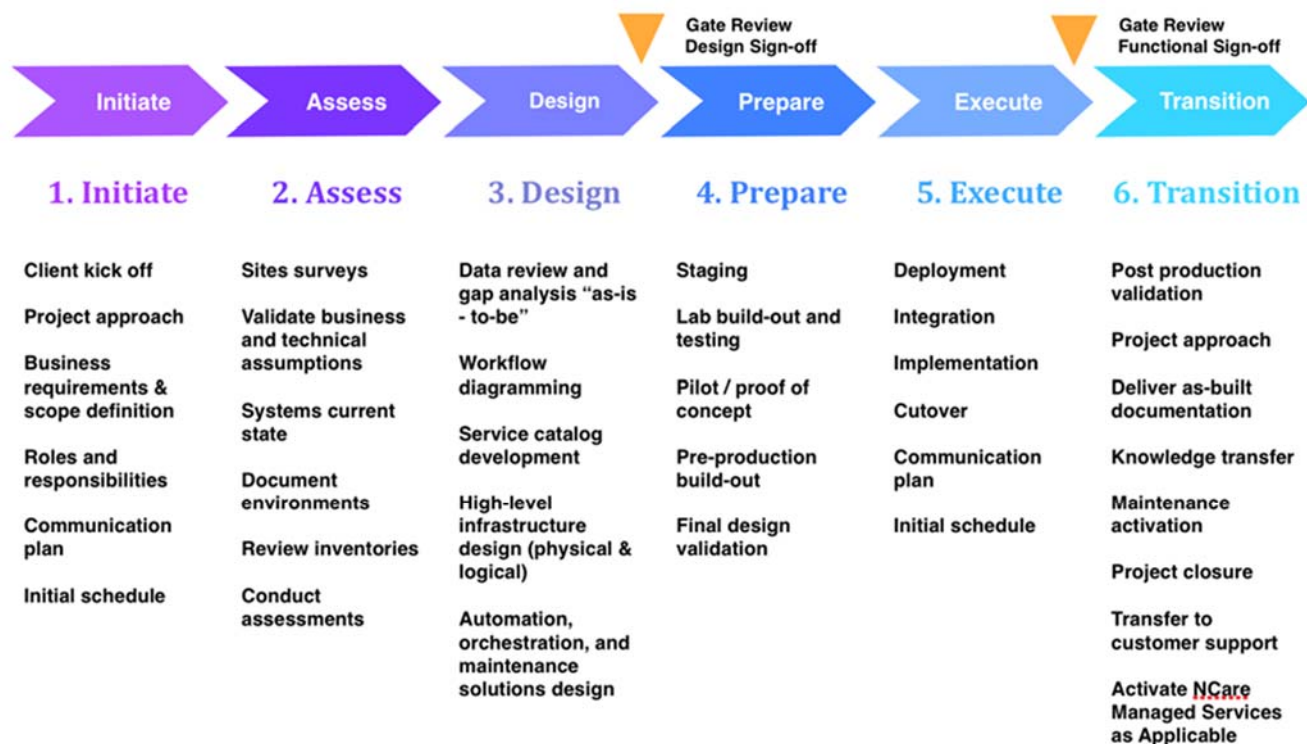 Gate Review
Design Sign-off
Gate Review
Functional Sign-off
Initiate
Assess
Design
Prepare
Execute
Transition
1. Initiate
2. Assess
3. Design
4. Prepare
5. Execute
6. Transition
Client kick off
Project approach
Business
requirements &
scope definition
Roles and
responsibilities
Communication
plan
Initial schedule
Sites surveys
Validate business
and technical
assumptions
Systems current
state
Document
environments
Review inventories
Conduct
assessments
Data review and
gap analysis “as-is
- to-be”
Workflow
diagramming
Service catalog
development
High-level
infrastructure
design (physical &
logical)
Automation,
orchestration, and
maintenance
solutions design
Staging
Lab build-out and
testing
Pilot / proof of
concept
Pre-production
build-out
Final design
validation
Deployment
Integration
Implementation
Cutover
Communication
plan
Initial schedule
Post production
validation
Project approach
Deliver as-built
documentation
Knowledge transfer
Maintenance
activation
Project closure
Transfer to
customer support
Activate NCare
Managed Services
as Applicable